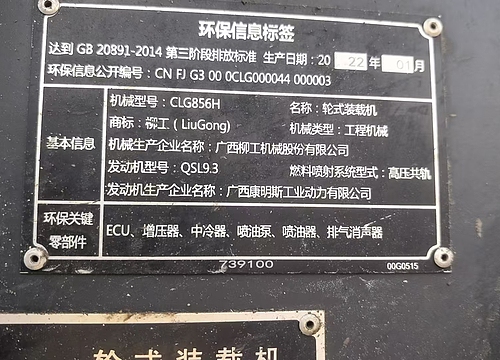 环保信息标签
达到 GB 20891-2014 第三阶段排放标准 生产日期：20 22 年 01 月
环保信息公开编号：CN FJ G3 00 0CLG000044 000003
基本信息
机械型号：CLG856H 名称：轮式装载机
商标：柳工（LiuGong) 机械类型：工程机械
机械生产企业名称：广西柳工机械股份有限公司
发动机型号：QSL9.3 燃料喷射系统型式：高压共轨
发动机生产企业名称：广西康明斯工业动力有限公司
环保关键
零部件
ECU、增压器、中冷器、喷油泵、喷油器、排气消声器
739100
00G0515
轮式装载机